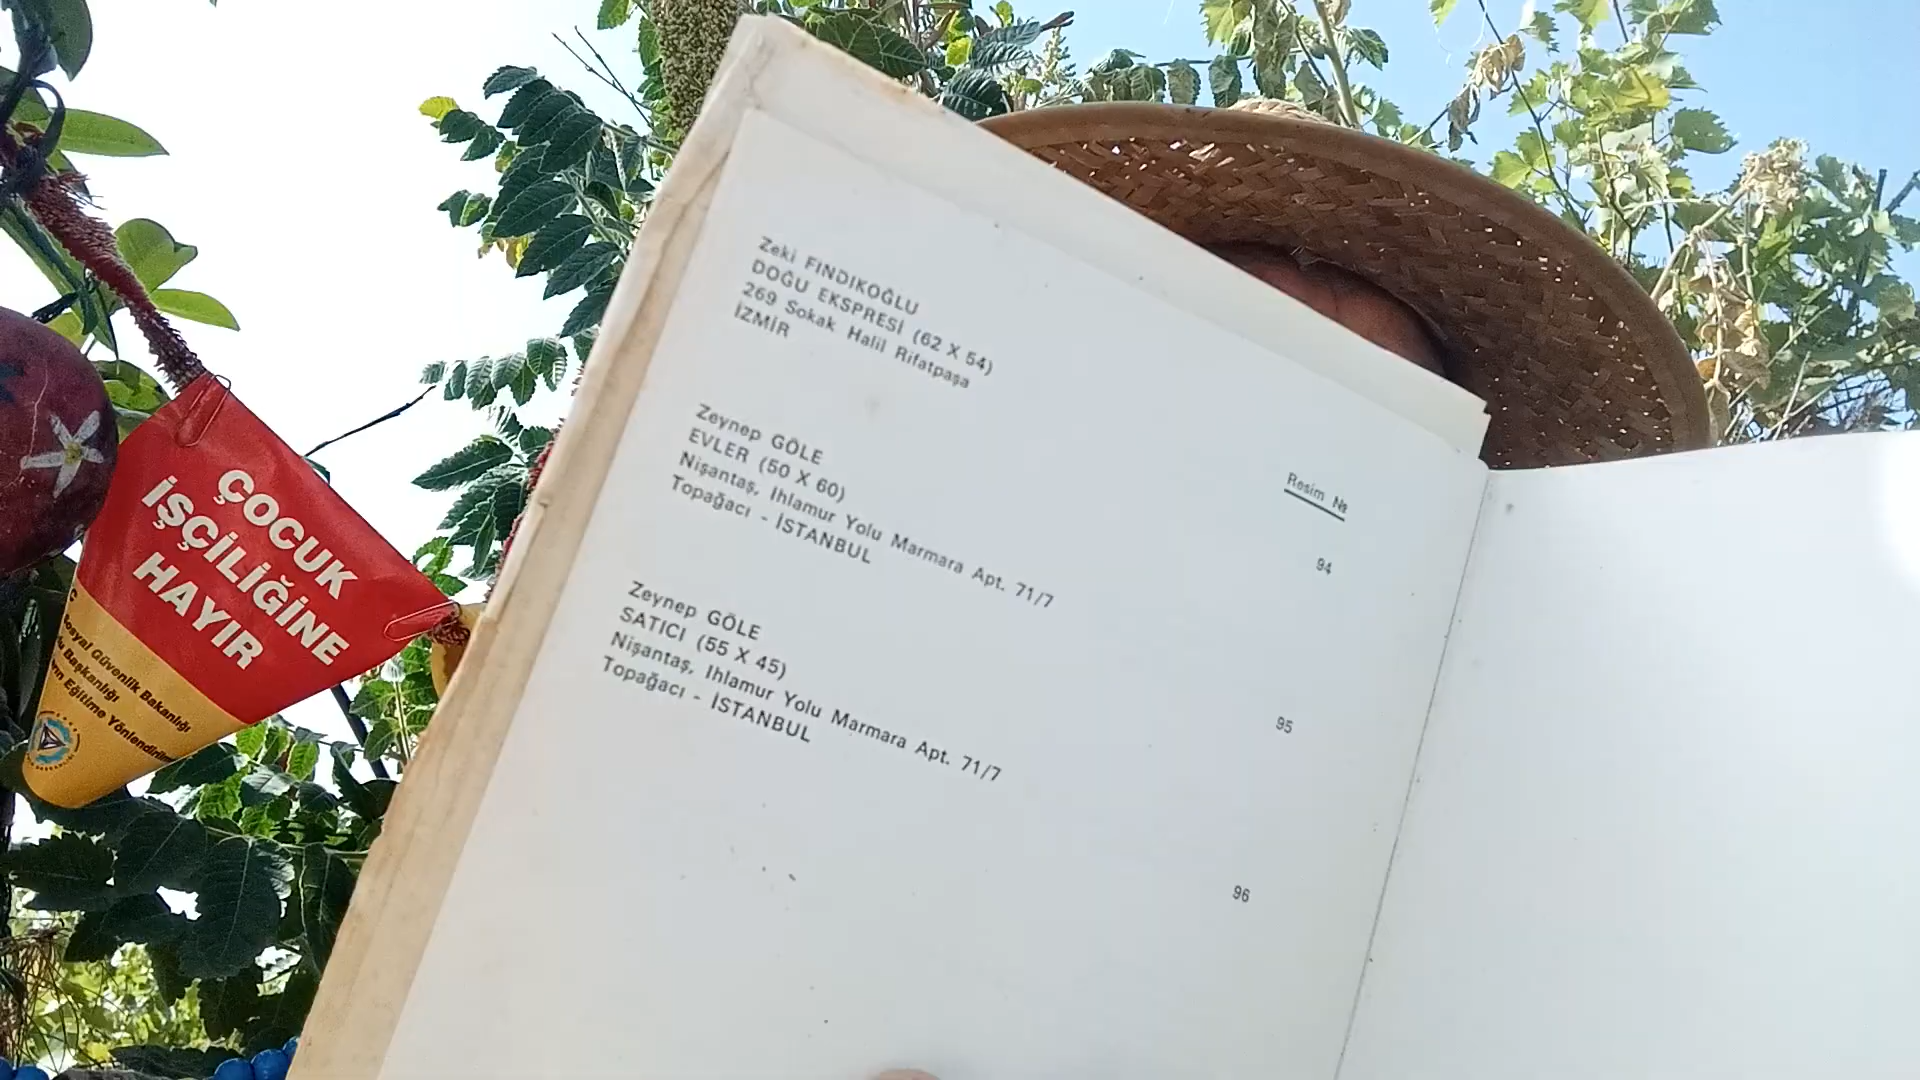 Zeki FINDIKOĞLU
DOĞU EKSPRESİ (62 X 54)
269 Sokak Halil Rifatpaşa
İZMİR
Resim №
94
Zeynep GÖLE
EVLER (50 X 60)
Nişantaş, Ihlamur Yolu Marmara Apt. 71/7
Topağacı - İSTANBUL
95
Zeynep GÖLE
SATICI (55 X 45)
Nişantaş, Ihlamur Yolu Marmara Apt. 71/7
Topağacı - İSTANBUL
96
ÇOCUK
İŞÇİLİĞİNE
HAYIR
Sosyal Güvenlik Bakanlığı
Başkanlığı
Eğitime